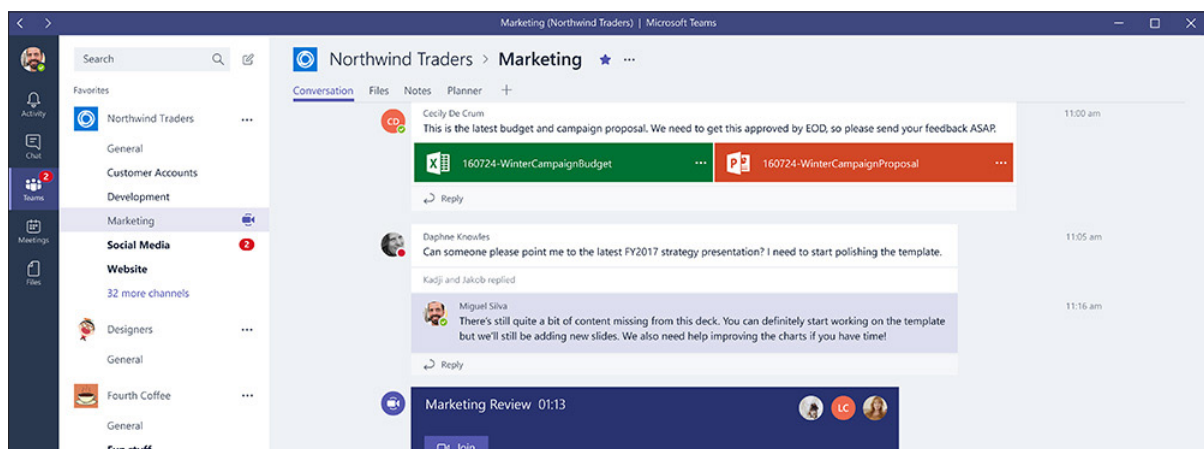 Marketing (Northwind Traders) | Microsoft Teams
Activity
Chat
2
Teams
Meetings
Files
Search
Favorites
Northwind Traders ...
General
Customer Accounts
Development
Marketing
Social Media 2
Website
32 more channels
Designers ...
General
Fourth Coffee ...
General
Fun stuff
Northwind Traders > Marketing ...
Conversation Files Notes Planner +
CD
Cecily De Crum 11:00 am
This is the latest budget and campaign proposal. We need to get this approved by EOD, so please send your feedback ASAP.
160724-WinterCampaignBudget ... 160724-WinterCampaignProposal ...
Reply
Daphne Knowles 11:05 am
Can someone please point me to the latest FY2017 strategy presentation? I need to start polishing the template.
Kadji and Jakob replied
Miguel Silva 11:16 am
There's still quite a bit of content missing from this deck. You can definitely start working on the template
but we'll still be adding new slides. We also need help improving the charts if you have time!
Reply
Marketing Review 01:13 LC
Join